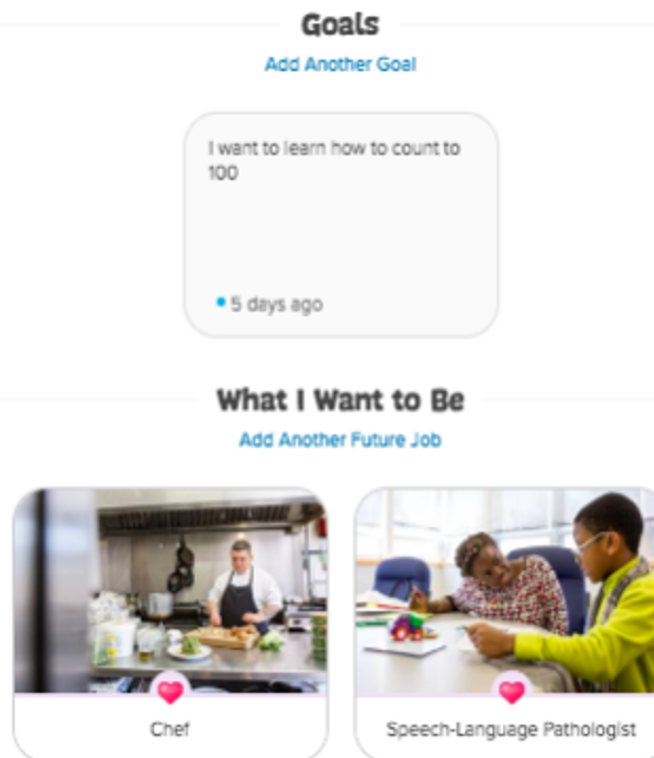 Goals
Add Another Goal
I want to learn how to count to
100
5 days ago
What I Want to Be
Add Another Future Job
Chef
Speech-Language Pathologist